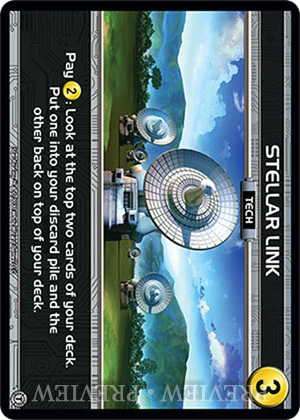 STELLAR LINK
TECH
3
Pay 2: Look at the top two cards of your deck.
Put one into your discard pile and the
other back on top of your deck.
PREVIEW · PREVIEW